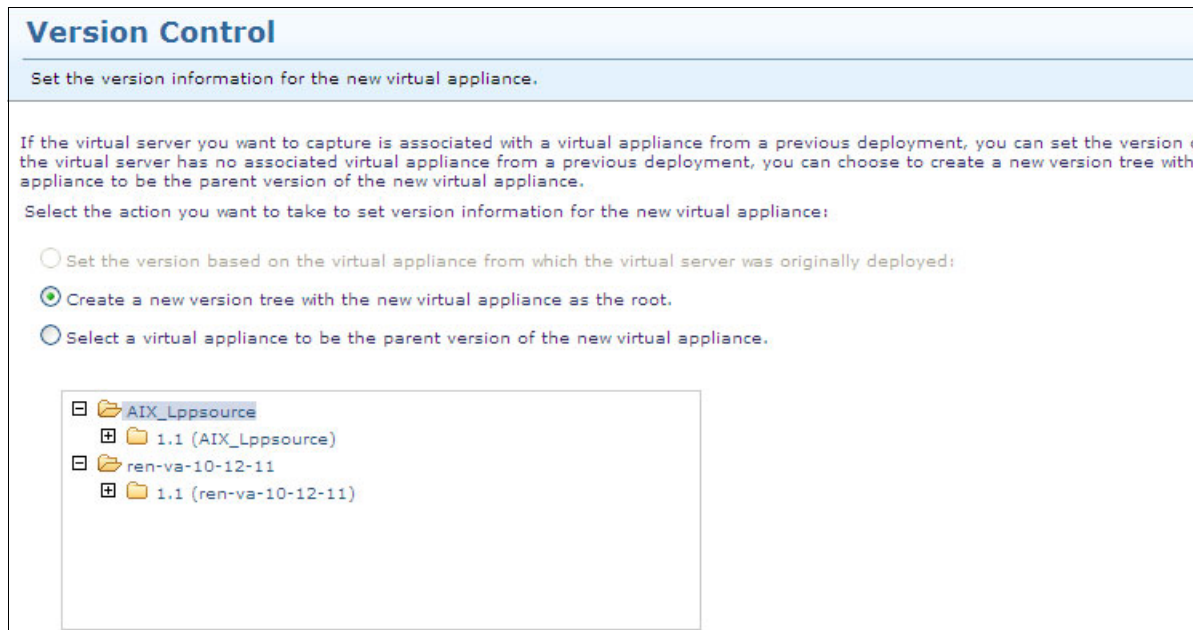 Version Control
Set the version information for the new virtual appliance.
If the virtual server you want to capture is associated with a virtual appliance from a previous deployment, you can set the version
the virtual server has no associated virtual appliance from a previous deployment, you can choose to create a new version tree with
appliance to be the parent version of the new virtual appliance.
Select the action you want to take to set version information for the new virtual appliance:
Set the version based on the virtual appliance from which the virtual server was originally deployed:
Create a new version tree with the new virtual appliance as the root.
Select a virtual appliance to be the parent version of the new virtual appliance.
AIX_Lppsource
1.1 (AIX_Lppsource)
ren-va-10-12-11
1.1 (ren-va-10-12-11)